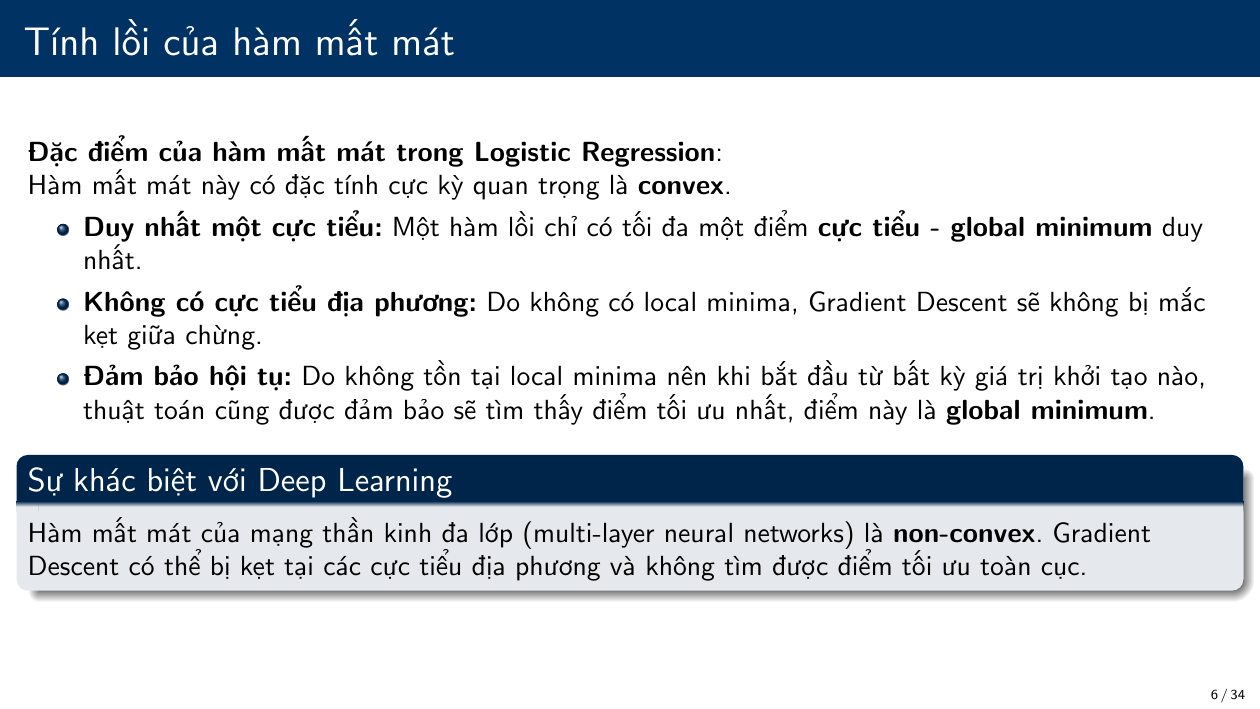 Tính lồi của hàm mất mát
Đặc điểm của hàm mất mát trong Logistic Regression:
Hàm mất mát này có đặc tính cực kỳ quan trọng là convex.
Duy nhất một cực tiểu: Một hàm lồi chỉ có tối đa một điểm cực tiểu - global minimum duy
nhất.
Không có cực tiểu địa phương: Do không có local minima, Gradient Descent sẽ không bị mắc
kẹt giữa chừng.
Đảm bảo hội tụ: Do không tồn tại local minima nên khi bắt đầu từ bất kỳ giá trị khởi tạo nào,
thuật toán cũng được đảm bảo sẽ tìm thấy điểm tối ưu nhất, điểm này là global minimum.
Sự khác biệt với Deep Learning
Hàm mất mát của mạng thần kinh đa lớp (multi-layer neural networks) là non-convex. Gradient
Descent có thể bị kẹt tại các cực tiểu địa phương và không tìm được điểm tối ưu toàn cục.
6 / 34